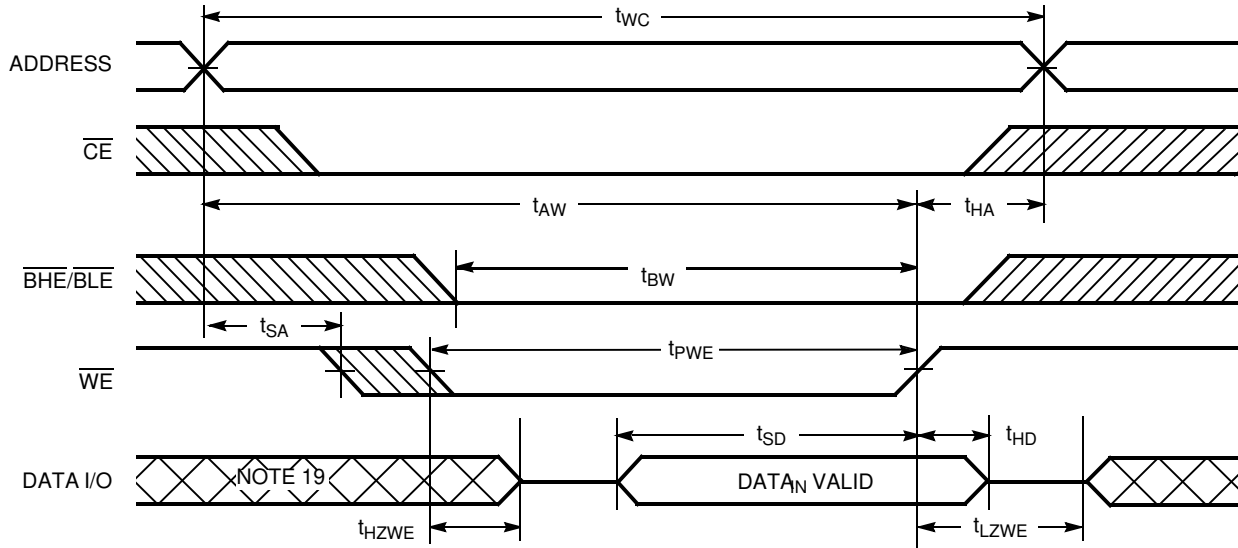 tWC
ADDRESS
CE
tAW
tHA
BHE/BLE
tBW
tSA
tPWE
WE
tSD
tHD
DATA I/O
NOTE 19
DATAIN VALID
tHZWE
tLZWE